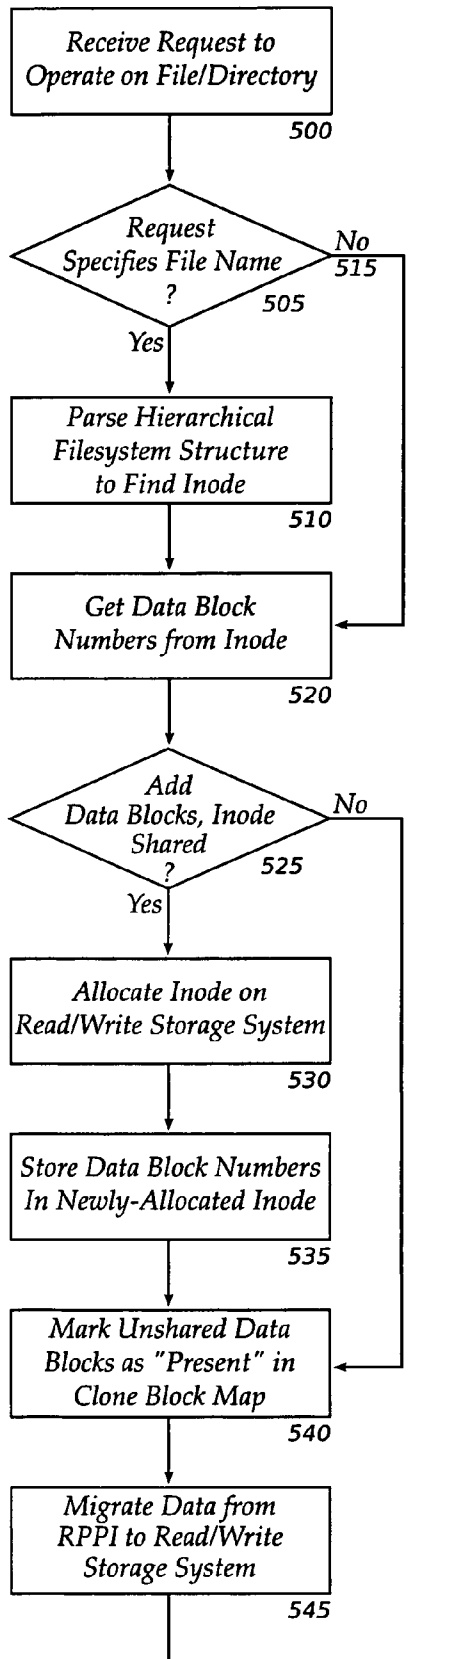 Receive Request to
Operate on File/Directory
500
Request
Specifies File Name
?
505
No
515
Yes
Parse Hierarchical
Filesystem Structure
to Find Inode
510
Get Data Block
Numbers from Inode
520
Add
Data Blocks, Inode
Shared
?
525
No
Yes
Allocate Inode on
Read/Write Storage System
530
Store Data Block Numbers
In Newly-Allocated Inode
535
Mark Unshared Data
Blocks as "Present" in
Clone Block Map
540
Migrate Data from
RPPI to Read/Write
Storage System
545